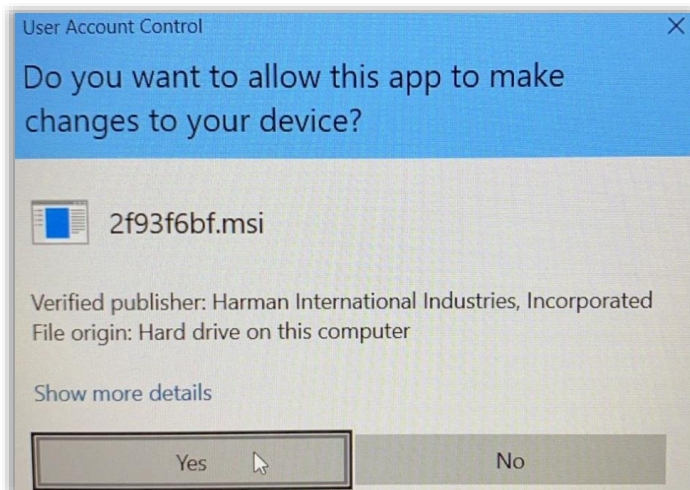 User Account Control
Do you want to allow this app to make
changes to your device?
2f93f6bf.msi
Verified publisher: Harman International Industries, Incorporated
File origin: Hard drive on this computer
Show more details
Yes
No